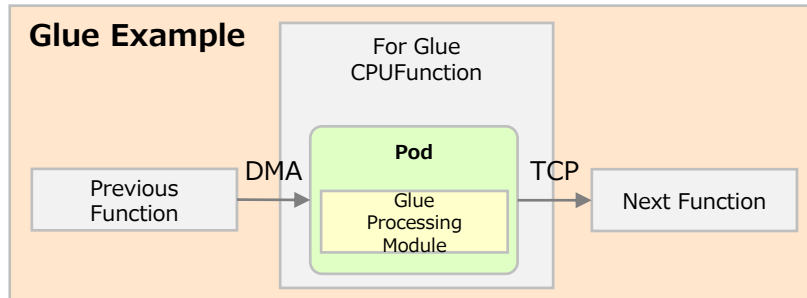 Glue Example
For Glue
CPUFunction
Pod
DMA
TCP
Previous
Function
Glue
Processing
Module
Next Function